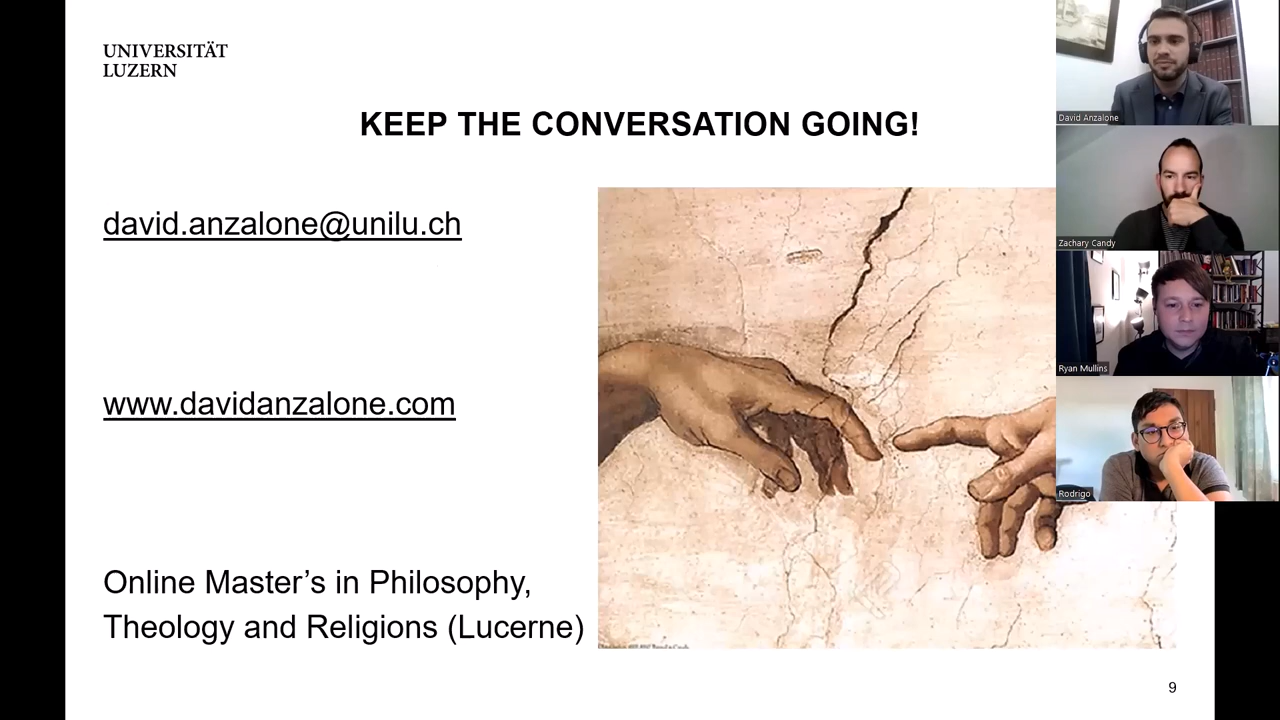 UNIVERSITÄT
LUZERN
KEEP THE CONVERSATION GOING!
david.anzalone@unilu.ch
www.davidanzalone.com
Online Master’s in Philosophy,
Theology and Religions (Lucerne)
9
David Anzalone
Zachary Candy
Ryan Mullins
Rodrigo